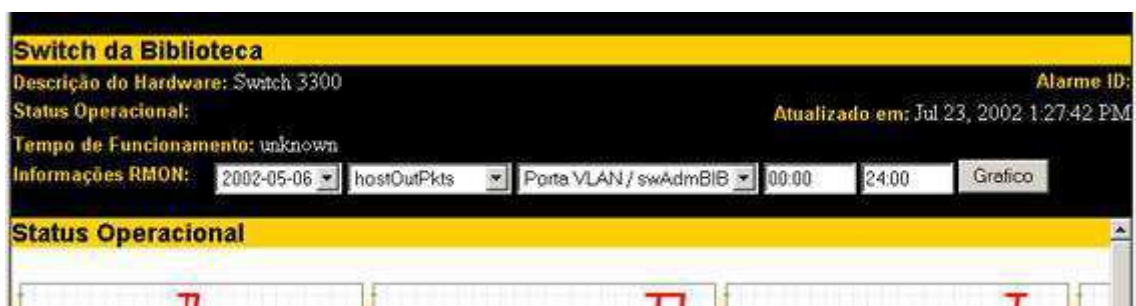 Switch da Biblioteca
Descrição do Hardware: Switch 3300 Alarme ID:
Status Operacional: Atualizado em: Jul 23, 2002 1:27:42 PM
Tempo de Funcionamento: unknown
Informações RMON: 2002-05-06 hostOutPkts Porta VLAN / swAdmBIB 00:00 24:00 Grafico
Status Operacional